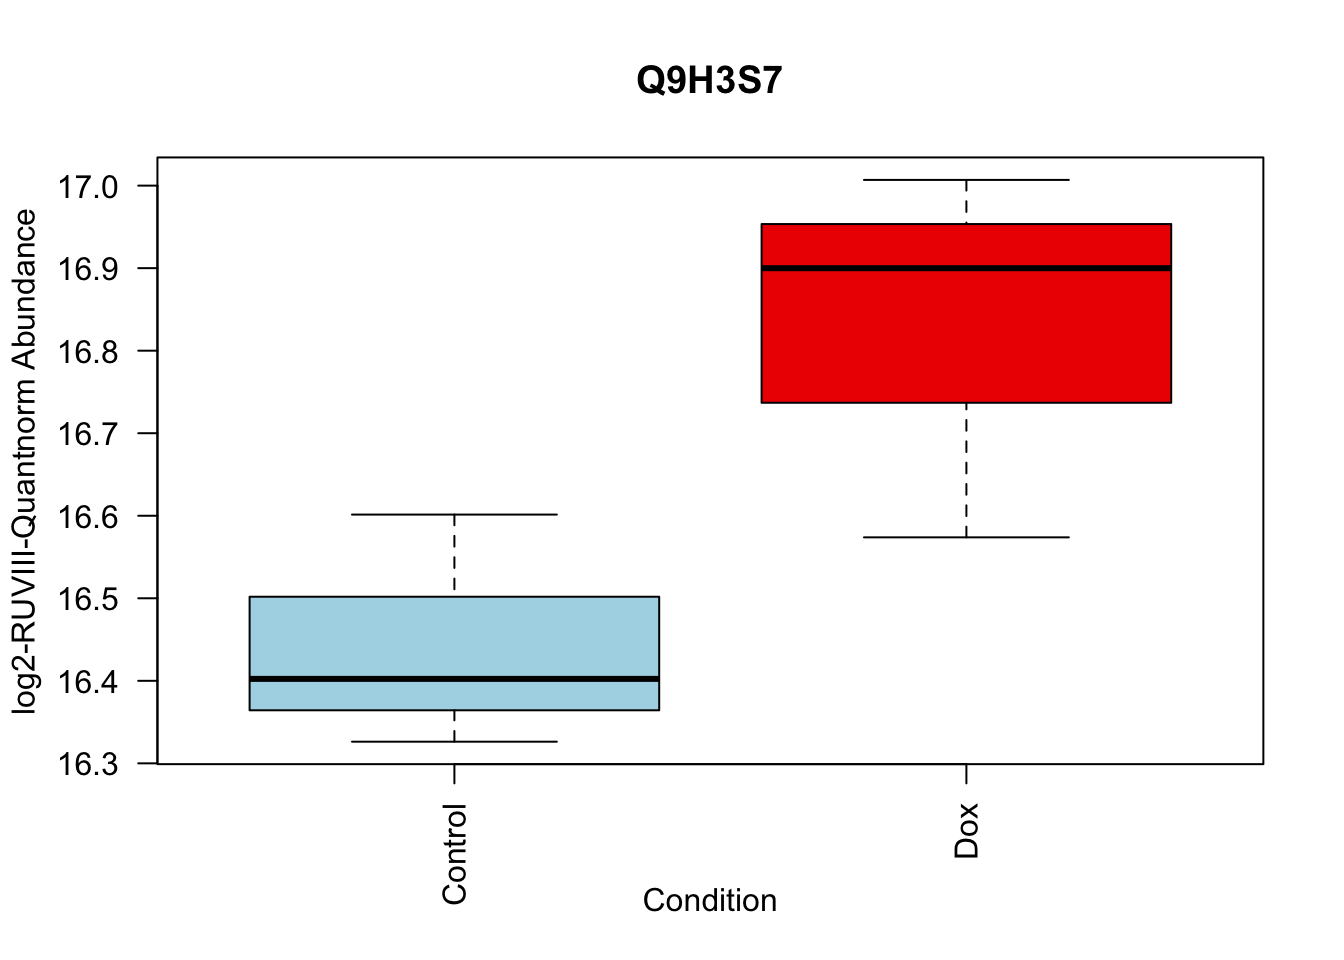 Q9H3S7
log2-RUVIII-Quantnorm Abundance
17.0
16.9
16.8
16.7
16.6
16.5
16.4
16.3
Control
Dox
Condition